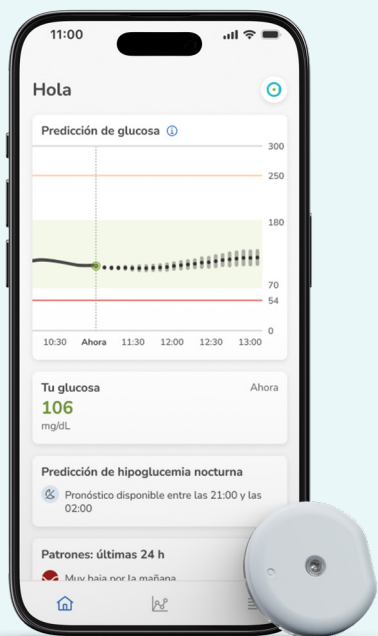 11:00
Hola
Predicción de glucosa
300
250
180
70
54
0
10:30 Ahora 11:30 12:00 12:30 13:00
Tu glucosa Ahora
106
mg/dL
Predicción de hipoglucemia nocturna
Pronóstico disponible entre las 21:00 y las
02:00
Patrones: últimas 24 h
Muy baja por la mañana